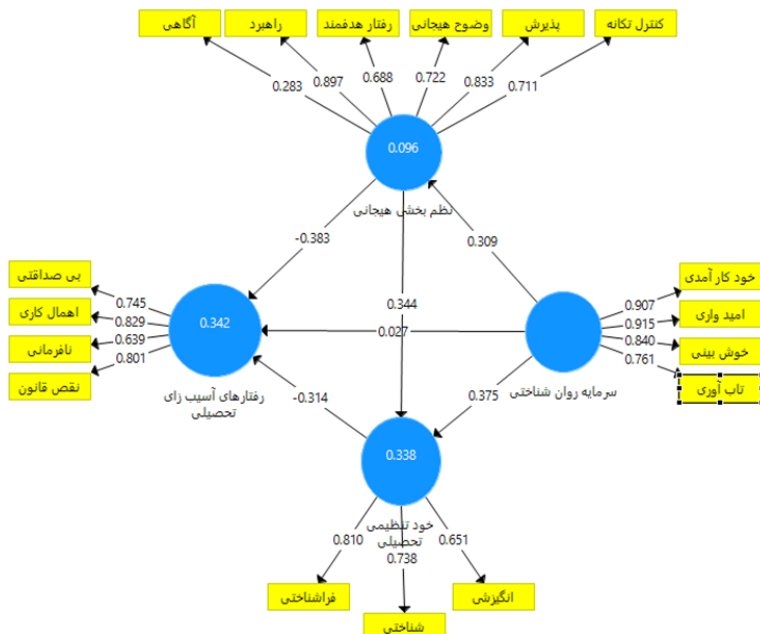 کنترل تکانه
پذیرش
وضوح هیجانی
رفتار هدفمند
راهبرد
آگاهی
0.711
0.833
0.722
0.688
0.897
0.283
0.096
نظم بخشی هیجانی
0.309
-0.383
0.344
0.027
خود کار آمدی
امید واری
خوش بینی
تاب آوری
0.907
0.915
0.840
0.761
سرمایه روان شناختی
بی صداقتی
اهمال کاری
نافرمانی
نقص قانون
0.745
0.829
0.639
0.801
0.342
رفتارهای آسیب زای
تحصیلی
0.375
-0.314
0.338
خود تنظیمی
تحصیلی
0.651
0.738
0.810
انگیزشی
شناختی
فراشناختی